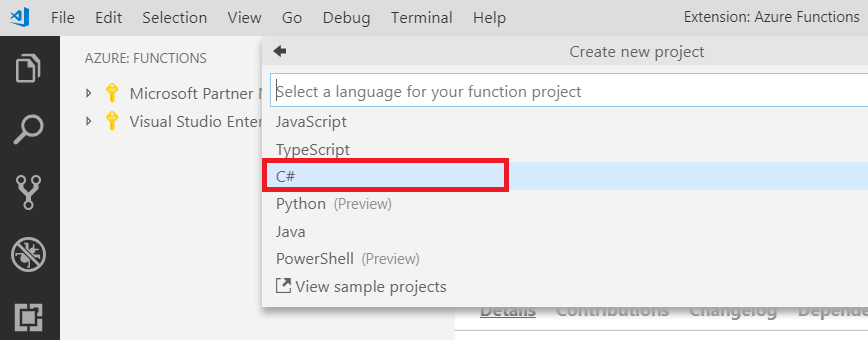 File Edit Selection View Go Debug Terminal Help Extension: Azure Functions
AZURE: FUNCTIONS
Microsoft Partner
Visual Studio
Create new project
Select a language for your function project
JavaScript
TypeScript
C#
Python (Preview)
Java
PowerShell (Preview)
View sample projects
Details Contributions Changelog